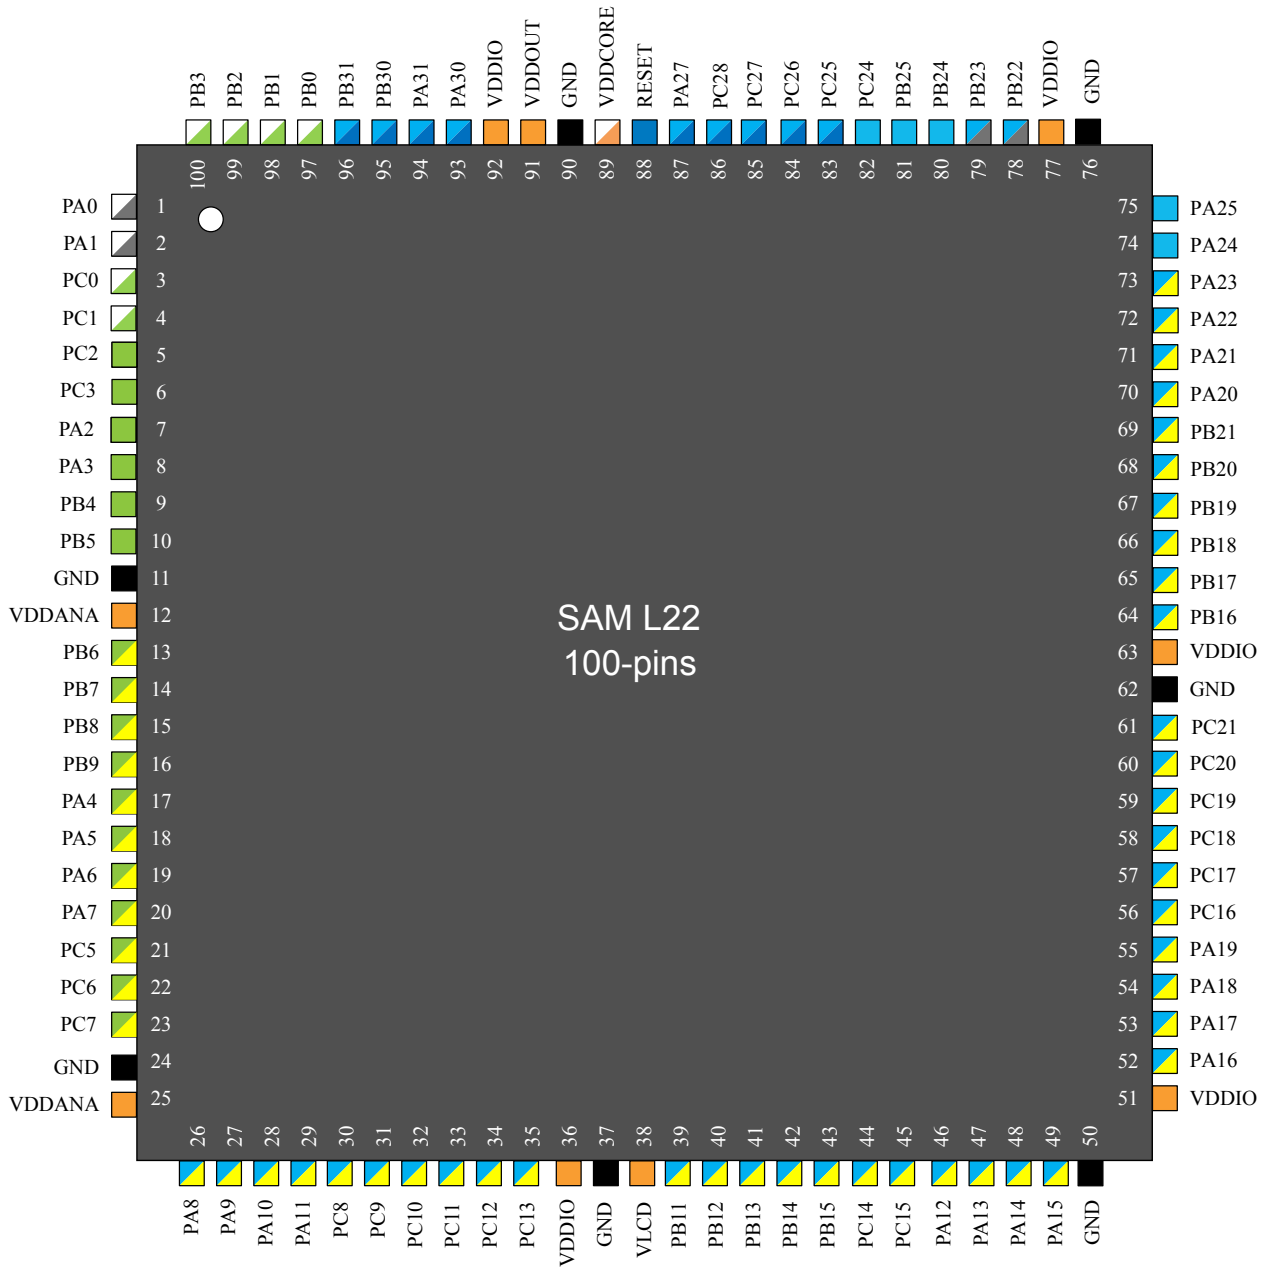 PB3 PB2 PB1 PB0 PB31 PB30 PA31 PA30 VDDIO VDDOUT GND VDDCORE RESET PA27 PC28 PC27 PC26 PC25 PC24 PB25 PB24 PB23 PB22 VDDIO GND
100 99 98 97 96 95 94 93 92 91 90 89 88 87 86 85 84 83 82 81 80 79 78 77 76
PA0 1 75 PA25
PA1 2 74 PA24
PC0 3 73 PA23
PC1 4 72 PA22
PC2 5 71 PA21
PC3 6 70 PA20
PA2 7 69 PB21
PA3 8 68 PB20
PB4 9 67 PB19
PB5 10 66 PB18
GND 11 65 PB17
VDDANA 12 64 PB16
SAM L22
100-pins
PB6 13 63 VDDIO
PB7 14 62 GND
PB8 15 61 PC21
PB9 16 60 PC20
PA4 17 59 PC19
PA5 18 58 PC18
PA6 19 57 PC17
PA7 20 56 PC16
PC5 21 55 PA19
PC6 22 54 PA18
PC7 23 53 PA17
GND 24 52 PA16
VDDANA 25 51 VDDIO
26 27 28 29 30 31 32 33 34 35 36 37 38 39 40 41 42 43 44 45 46 47 48 49 50
PA8 PA9 PA10 PA11 PC8 PC9 PC10 PC11 PC12 PC13 VDDIO GND VLCD PB11 PB12 PB13 PB14 PB15 PC14 PC15 PA12 PA13 PA14 PA15 GND